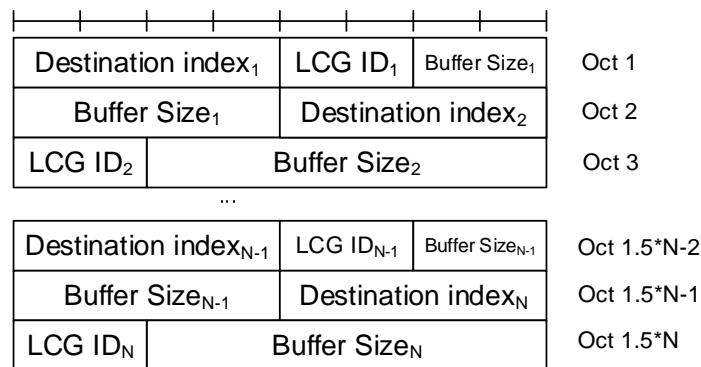 Destination index1 LCG ID1 Buffer Size1 Oct 1
Buffer Size1 Destination index2 Oct 2
LCG ID2 Buffer Size2 Oct 3
...
Destination indexN-1 LCG IDN-1 Buffer SizeN-1 Oct 1.5*N-2
Buffer SizeN-1 Destination indexN Oct 1.5*N-1
LCG IDN Buffer SizeN Oct 1.5*N